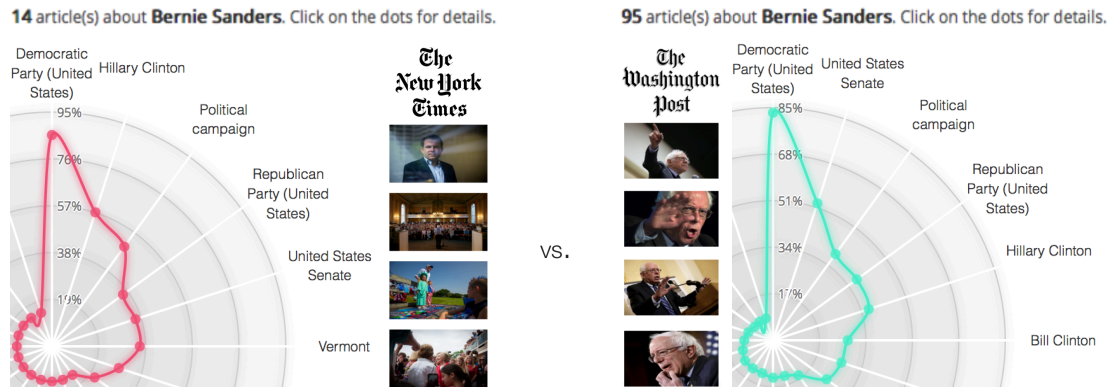 14 article(s) about Bernie Sanders. Click on the dots for details.
95 article(s) about Bernie Sanders. Click on the dots for details.
Democratic
Party (United
States)
Hillary Clinton
Political
campaign
Republican
Party (United
States)
United States
Senate
Vermont
95%
76%
57%
38%
19%
The
New York
Times
vs.
The
Washington
Post
Democratic
Party (United
States)
United States
Senate
Political
campaign
Republican
Party (United
States)
Hillary Clinton
Bill Clinton
85%
68%
51%
34%
17%